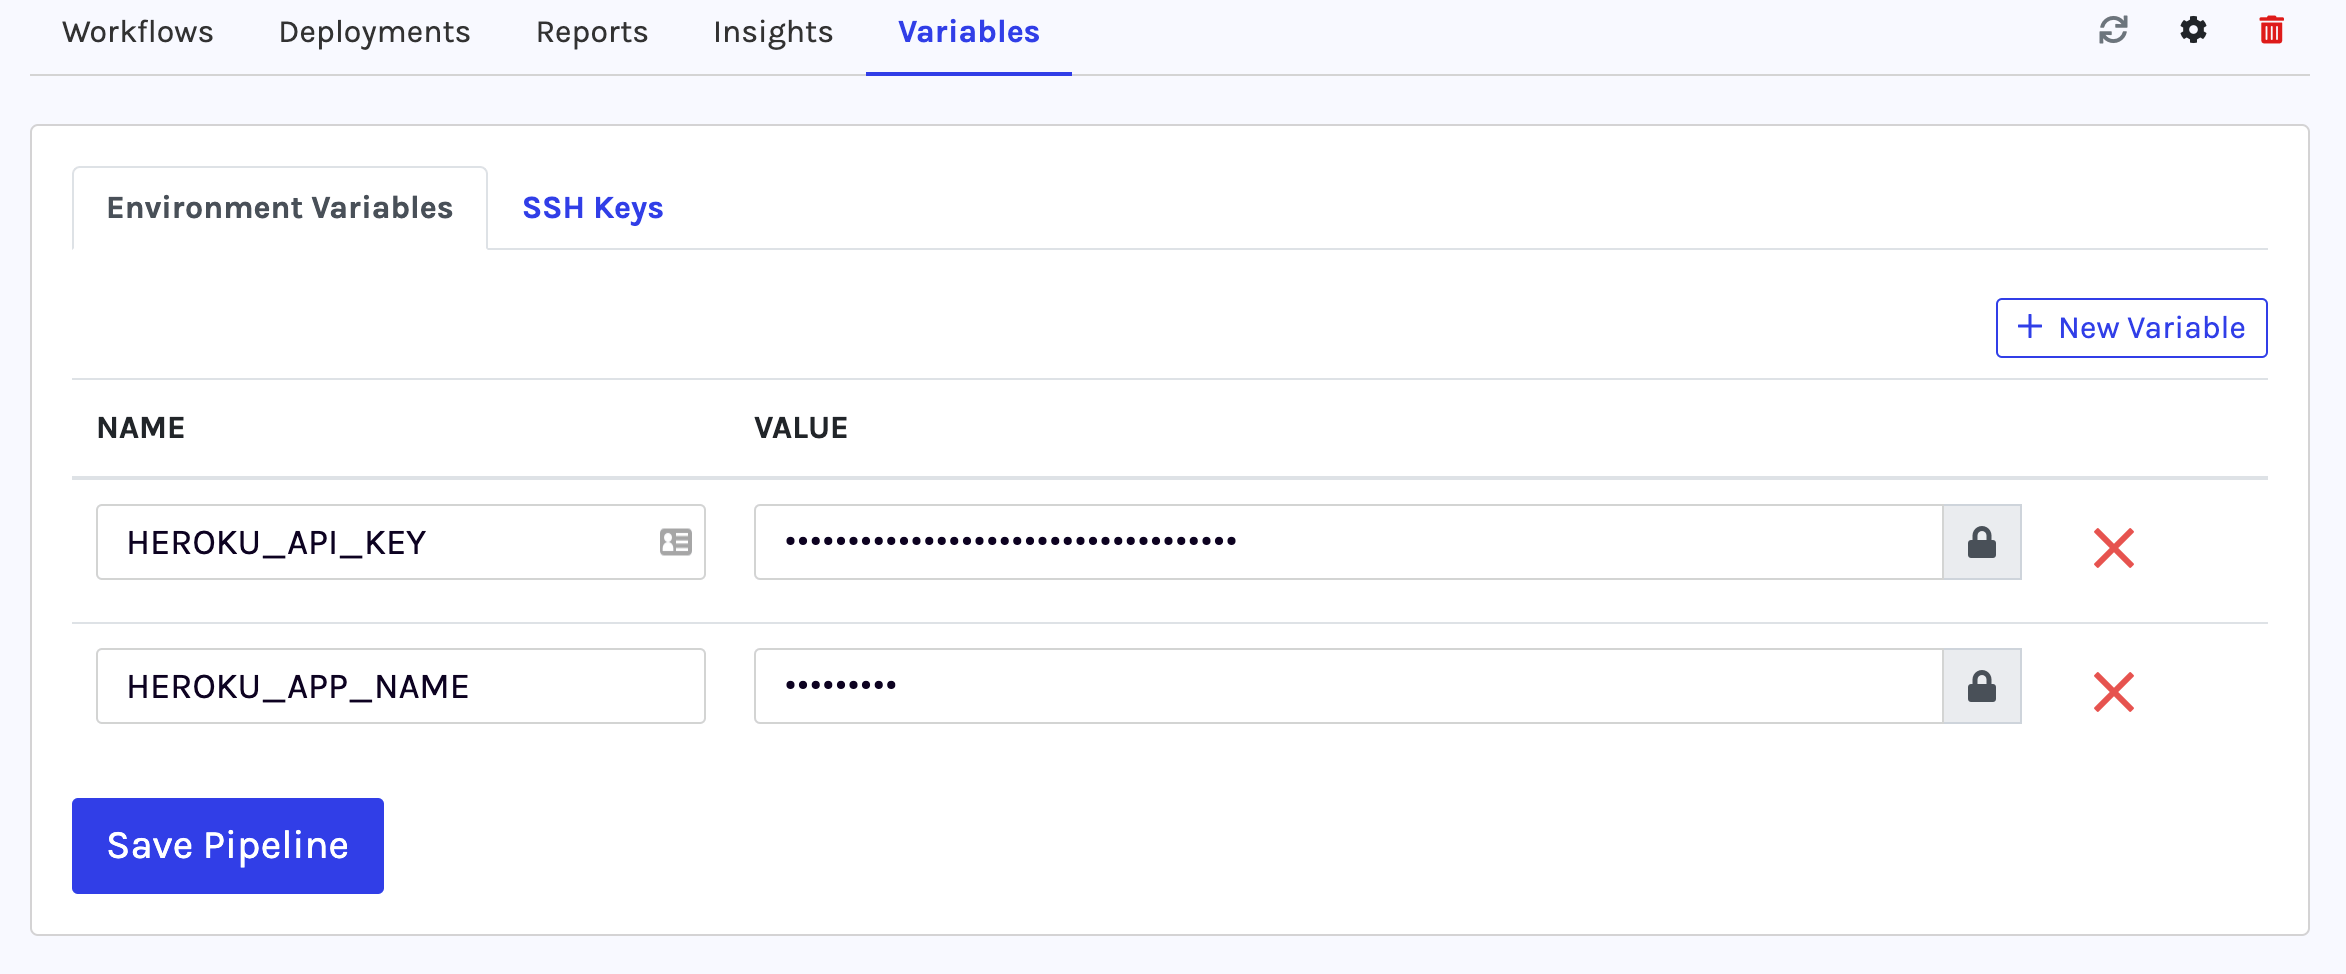 Workflows Deployments Reports Insights Variables
Environment Variables SSH Keys
+ New Variable
NAME VALUE
HEROKU_API_KEY ••••••••••••••••••••••••••••••••••••
HEROKU_APP_NAME •••••••••
Save Pipeline